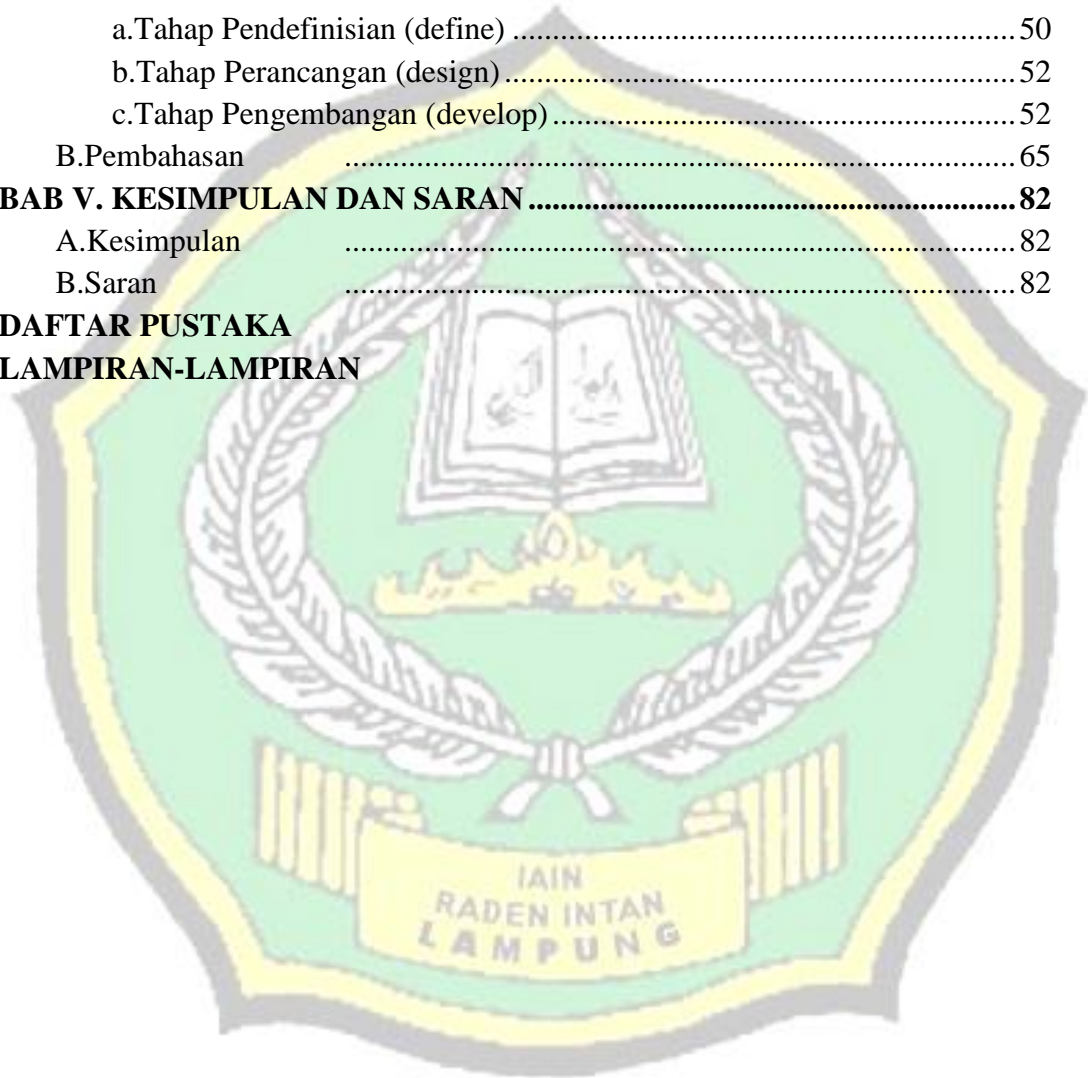 a.Tahap Pendefinisian (define) ................................................................ 50
b.Tahap Perancangan (design) ................................................................ 52
c.Tahap Pengembangan (develop) ................................................................ 52
B.Pembahasan ................................................................ 65
BAB V. KESIMPULAN DAN SARAN ................................................................ 82
A.Kesimpulan ................................................................ 82
B.Saran ................................................................ 82
DAFTAR PUSTAKA
LAMPIRAN-LAMPIRAN
IAIN
RADEN INTAN
LAMPUNG